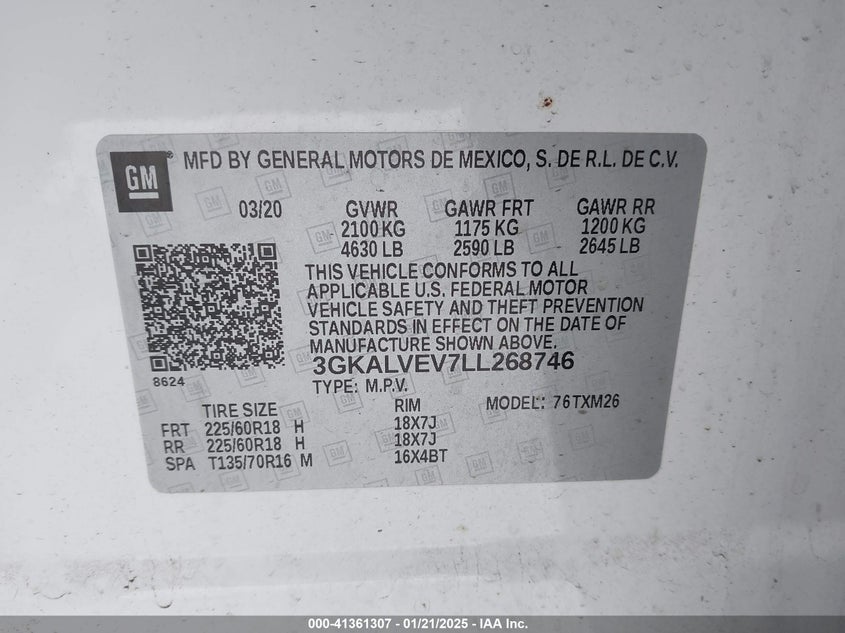 GM ® MFD BY GENERAL MOTORS DE MEXICO, S. DE R.L. DE C.V.
03/20 GVWR GAWR FRT GAWR RR
2100 KG 1175 KG 1200 KG
4630 LB 2590 LB 2645 LB
THIS VEHICLE CONFORMS TO ALL
APPLICABLE U.S. FEDERAL MOTOR
VEHICLE SAFETY AND THEFT PREVENTION
STANDARDS IN EFFECT ON THE DATE OF
MANUFACTURE SHOWN ABOVE.
3GKALVEV7LL268746
8624
TYPE: M.P.V.
TIRE SIZE RIM MODEL: 76TXM26
FRT 225/60R18 H 18X7J
RR 225/60R18 H 18X7J
SPA T135/70R16 M 16X4BT
000-41361307 - 01/21/2025 - IAA Inc.